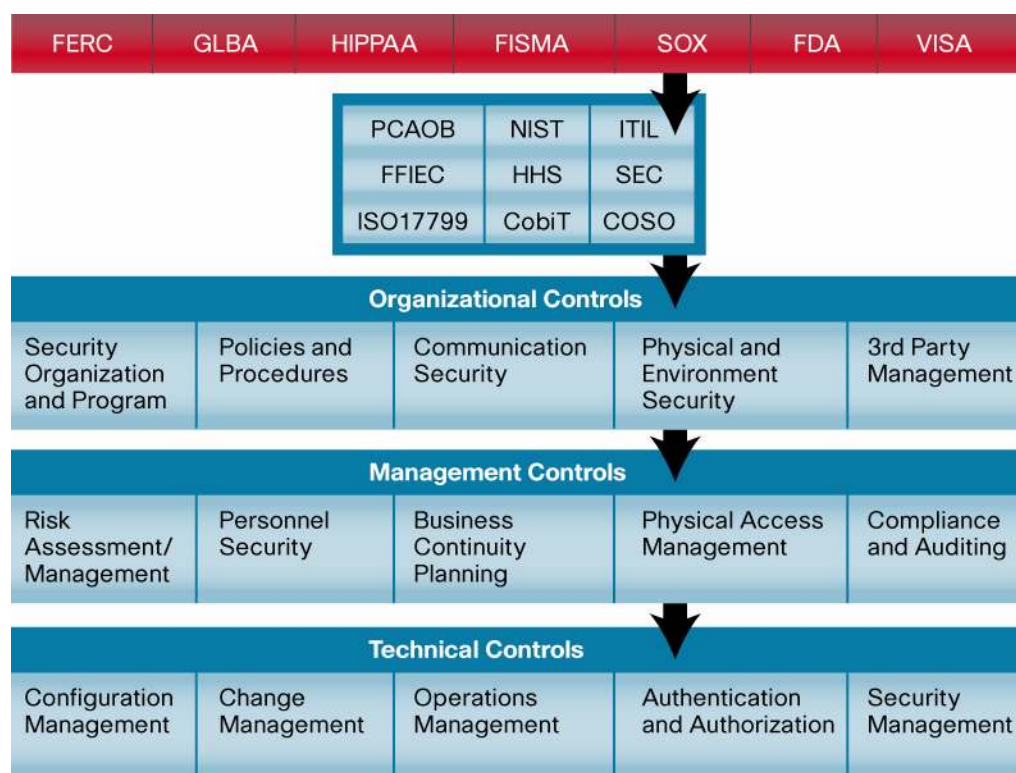 FERC GLBA HIPPAA FISMA SOX FDA VISA
PCAOB NIST ITIL
FFIEC HHS SEC
ISO17799 CobiT COSO
Organizational Controls
Security
Organization
and Program
Policies and
Procedures
Communication
Security
Physical and
Environment
Security
3rd Party
Management
Management Controls
Risk
Assessment/
Management
Personnel
Security
Business
Continuity
Planning
Physical Access
Management
Compliance
and Auditing
Technical Controls
Configuration
Management
Change
Management
Operations
Management
Authentication
and Authorization
Security
Management